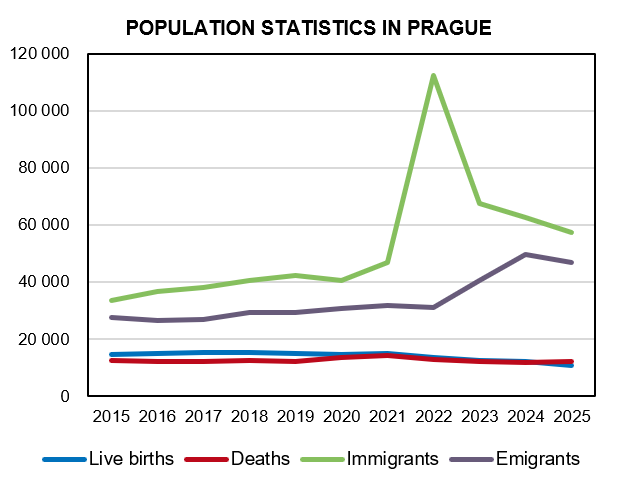 POPULATION STATISTICS IN PRAGUE
120 000
100 000
80 000
60 000
40 000
20 000
0
2015 2016 2017 2018 2019 2020 2021 2022 2023 2024 2025
Live births Deaths Immigrants Emigrants